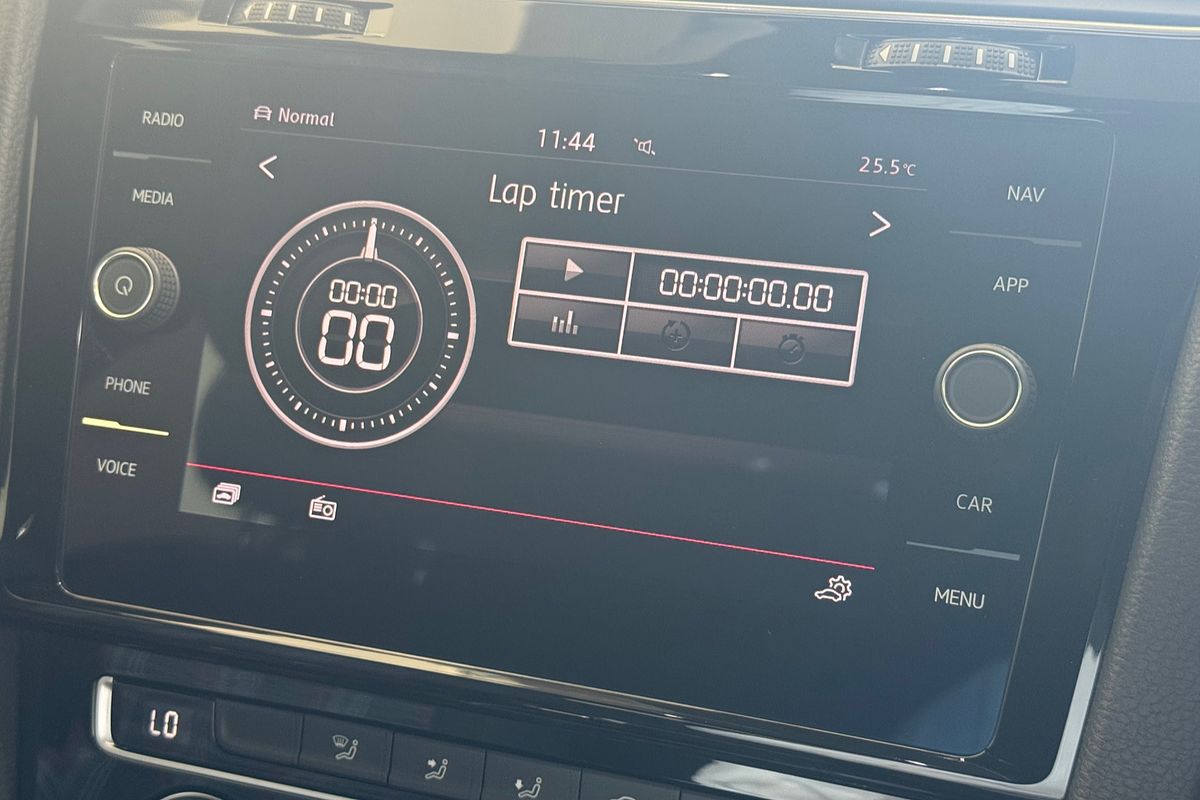 RADIO
Normal
11:44
25.5°C
MEDIA
Lap timer
NAV
APP
00:00
00
00:00:00.00
PHONE
VOICE
CAR
MENU
LO